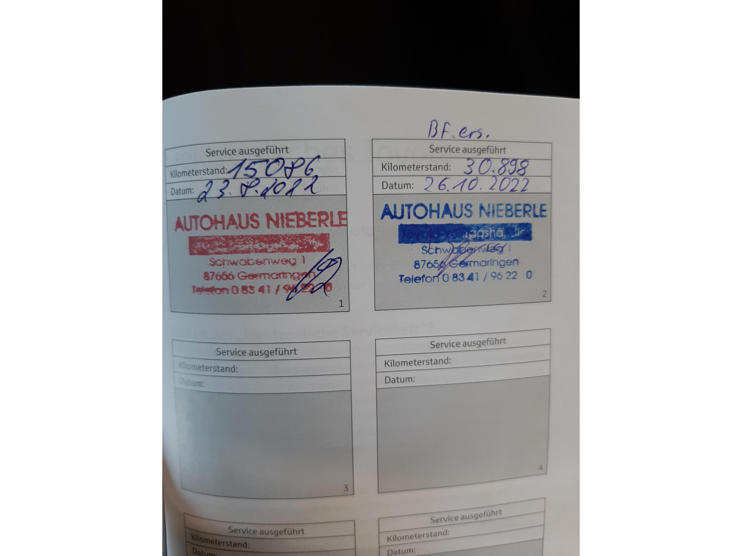 BF. ers.
Service ausgeführt
Kilometerstand: 15086
Datum:
AUTOHAUS NIEBERLE
Schwabenweg 1
87656 Germaringen
Telefon 0 83 41 / 96 22 0
1
Service ausgeführt
Kilometerstand: 30.898
Datum: 26.10.2022
AUTOHAUS NIEBERLE
Schwabenweg 1
87656 Germaringen
Telefon 0 83 41 / 96 22 0
2
Service ausgeführt
Kilometerstand:
Datum:
3
Service ausgeführt
Kilometerstand:
Datum:
4
Service ausgeführt
Kilometerstand:
Datum:
Service ausgeführt
Kilometerstand:
Datum: